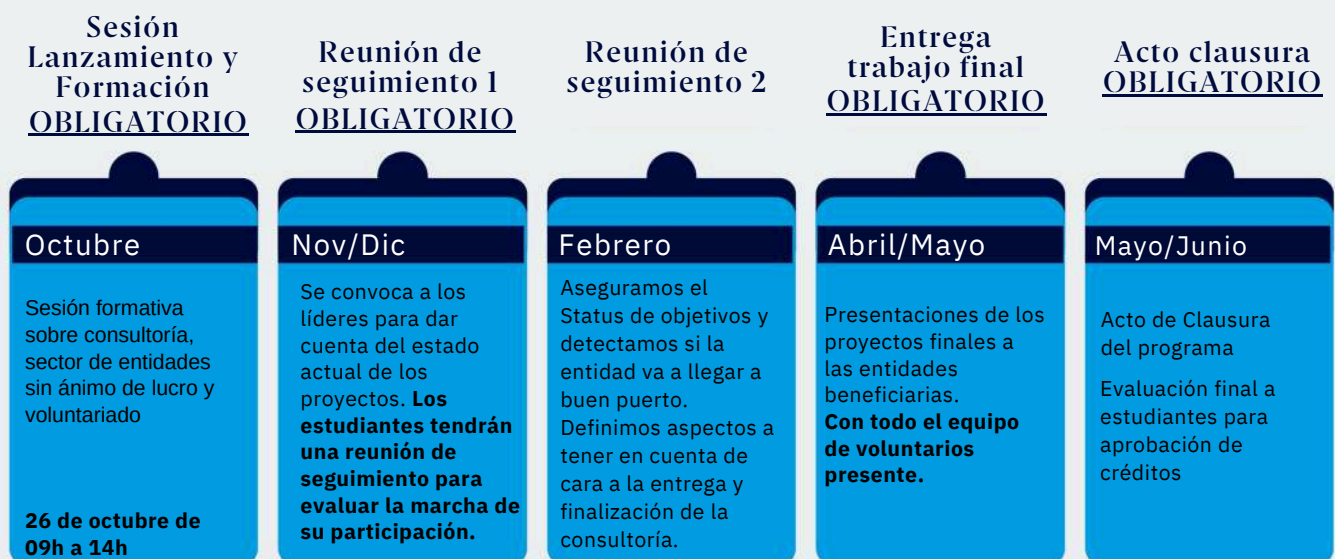 Sesión
Lanzamiento y
Formación
OBLIGATORIO
Octubre
Sesión formativa
sobre consultoría,
sector de entidades
sin ánimo de lucro y
voluntariado
26 de octubre de
09h a 14h
Reunión de
seguimiento 1
OBLIGATORIO
Nov/Dic
Se convoca a los
líderes para dar
cuenta del estado
actual de los
proyectos. Los
estudiantes tendrán
una reunión de
seguimiento para
evaluar la marcha de
su participación.
Reunión de
seguimiento 2
Febrero
Aseguramos el
Status de objetivos y
detectamos si la
entidad va a llegar a
buen puerto.
Definimos aspectos a
tener en cuenta de
cara a la entrega y
finalización de la
consultoría.
Entrega
trabajo final
OBLIGATORIO
Abril/Mayo
Presentaciones de los
proyectos finales a
las entidades
beneficiarias.
Con todo el equipo
de voluntarios
presente.
Acto clausura
OBLIGATORIO
Mayo/Junio
Acto de Clausura
del programa
Evaluación final a
estudiantes para
aprobación de
créditos